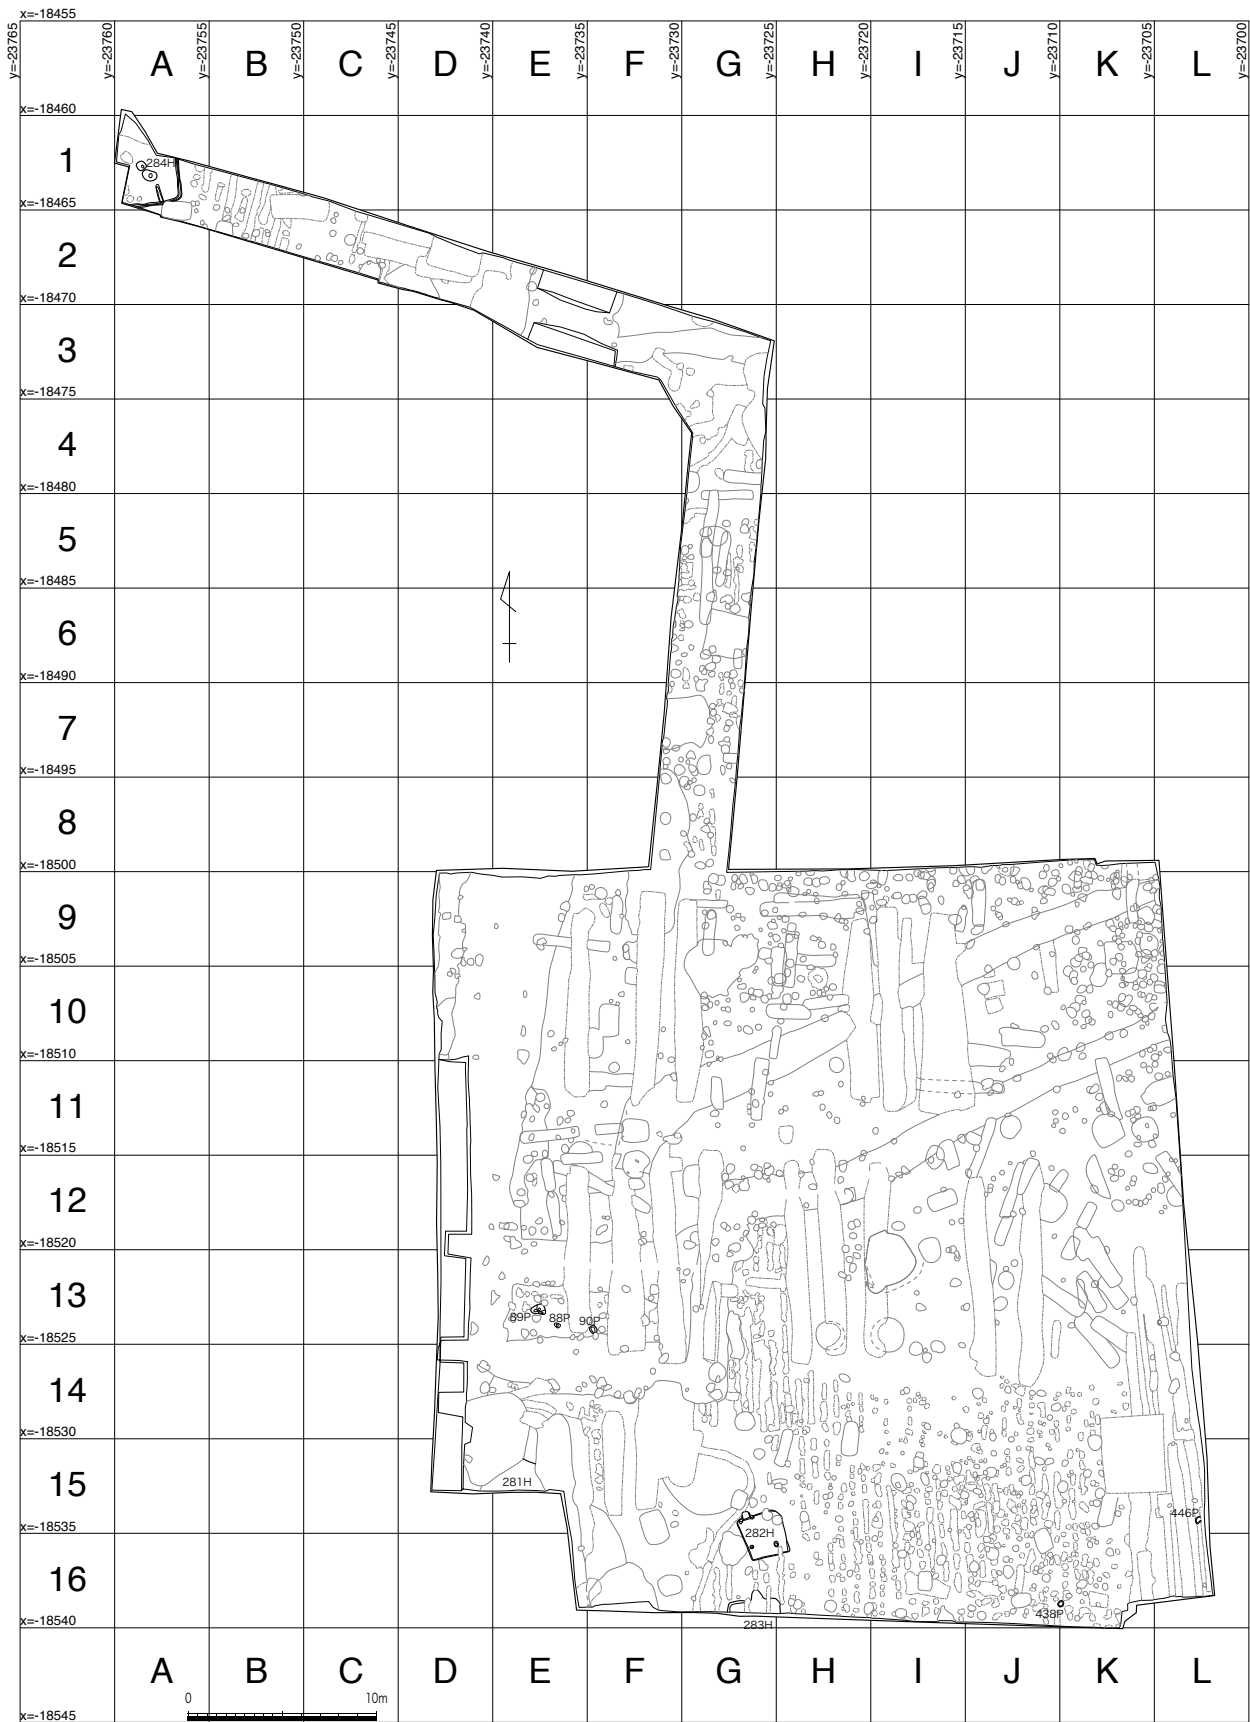 x=-18455
y=-23765
y=-23760
y=-23755
y=-23750
y=-23745
y=-23740
y=-23735
y=-23730
y=-23725
y=-23720
y=-23715
y=-23710
y=-23705
y=-23700
A B C D E F G H I J K L
x=-18460
1
284H
x=-18465
2
x=-18470
3
x=-18475
4
x=-18480
5
x=-18485
6
x=-18490
7
x=-18495
8
x=-18500
9
x=-18505
10
x=-18510
11
x=-18515
12
x=-18520
13
89P 88P 90P
x=-18525
14
x=-18530
15
281H
446P
x=-18535
282H
16
438P
283H
x=-18540
A B C D E F G H I J K L
0 10m
x=-18545